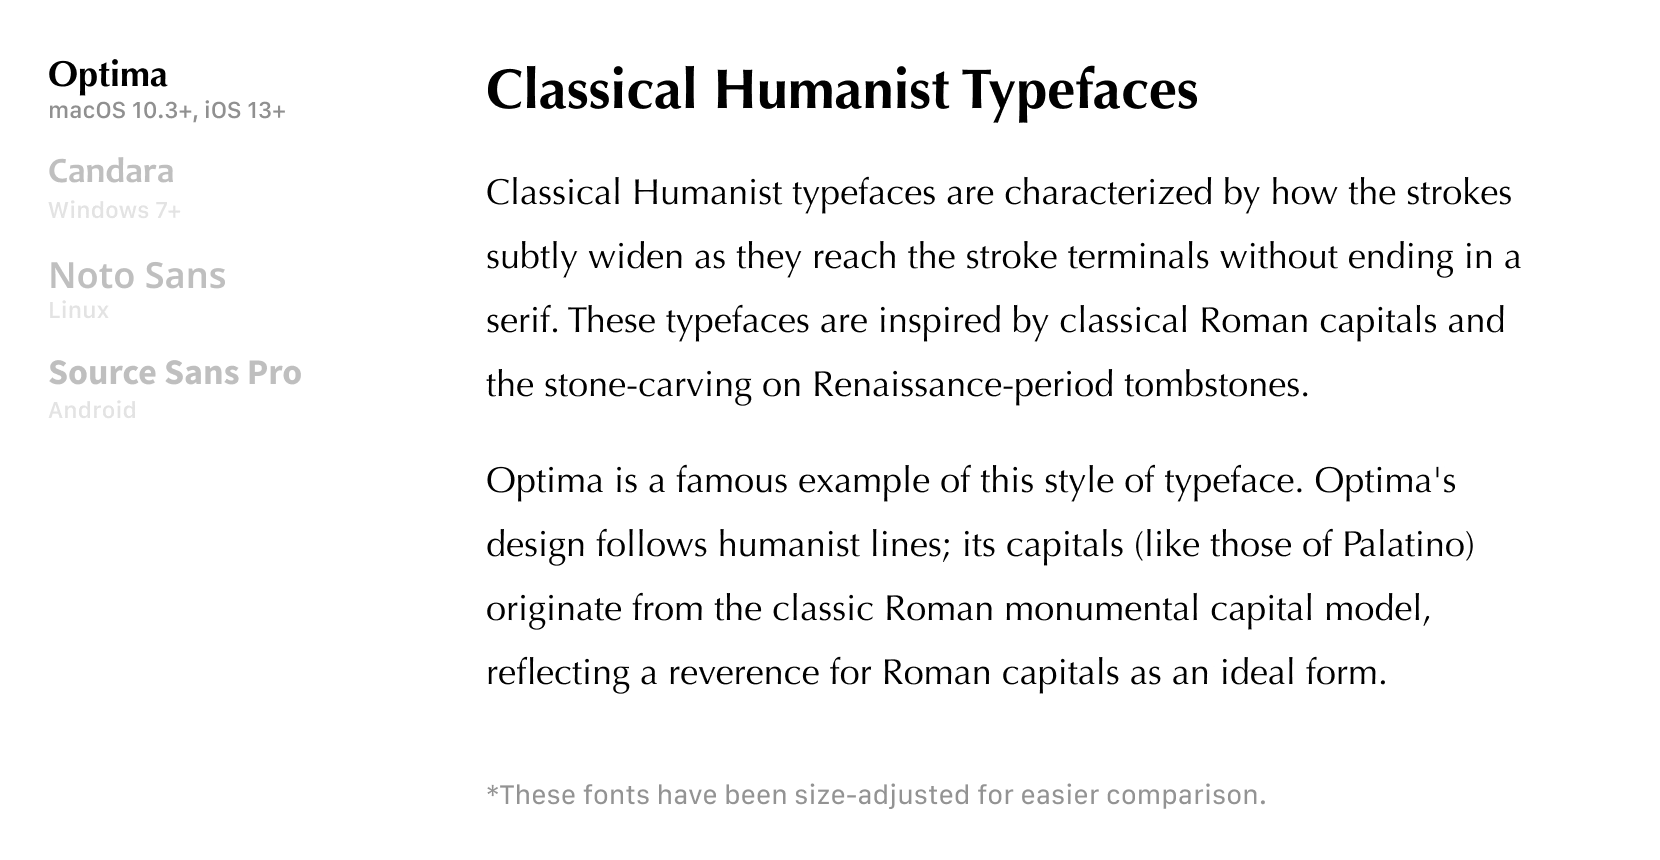 Optima
macOS 10.3+, iOS 13+
Candara
Windows 7+
Noto Sans
Linux
Source Sans Pro
Android
Classical Humanist Typefaces
Classical Humanist typefaces are characterized by how the strokes
subtly widen as they reach the stroke terminals without ending in a
serif. These typefaces are inspired by classical Roman capitals and
the stone-carving on Renaissance-period tombstones.
Optima is a famous example of this style of typeface. Optima's
design follows humanist lines; its capitals (like those of Palatino)
originate from the classic Roman monumental capital model,
reflecting a reverence for Roman capitals as an ideal form.
*These fonts have been size-adjusted for easier comparison.